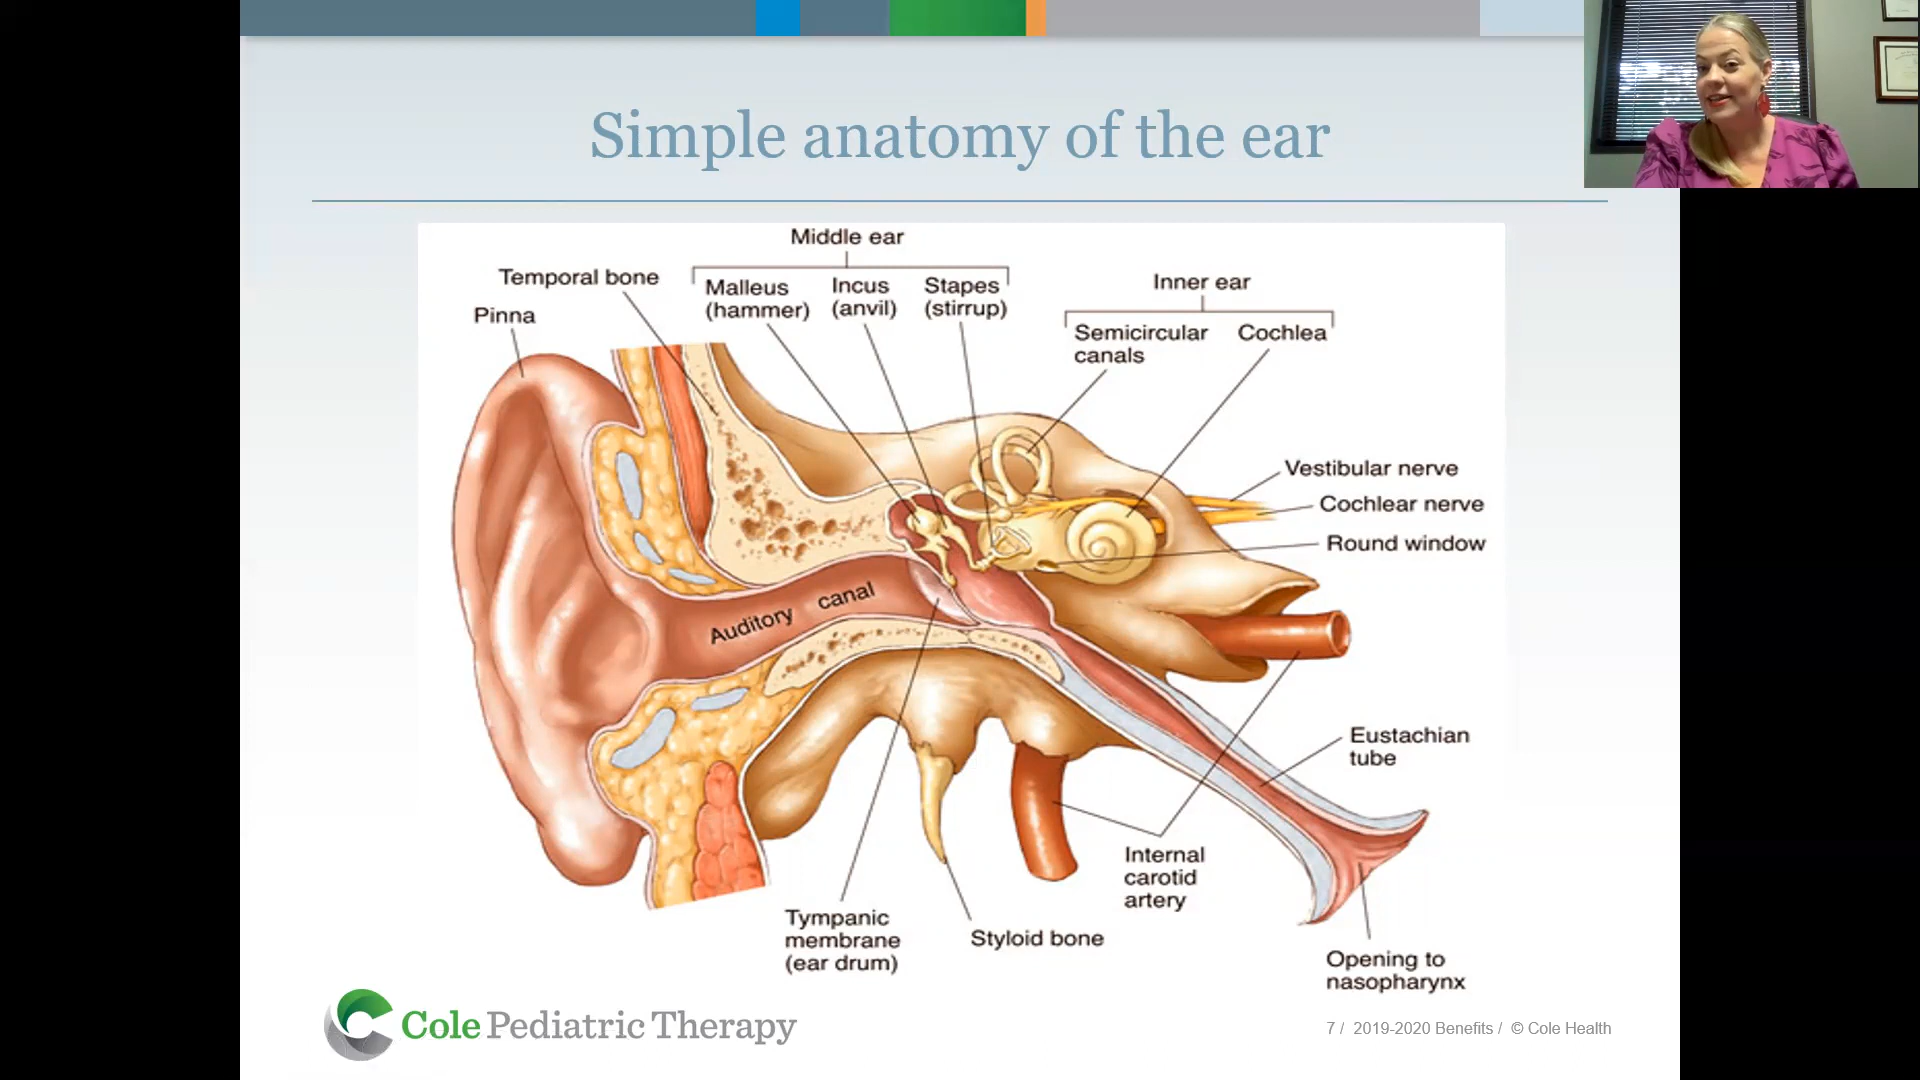 Simple anatomy of the ear
Middle ear
Temporal bone
Malleus
(hammer)
Incus
(anvil)
Stapes
(stirrup)
Inner ear
Pinna
Semicircular
canals
Cochlea
Vestibular nerve
Cochlear nerve
Round window
Auditory canal
Eustachian
tube
Internal
carotid
artery
Tympanic
membrane
(ear drum)
Styloid bone
Opening to
nasopharynx
Cole Pediatric Therapy
7 / 2019-2020 Benefits / © Cole Health